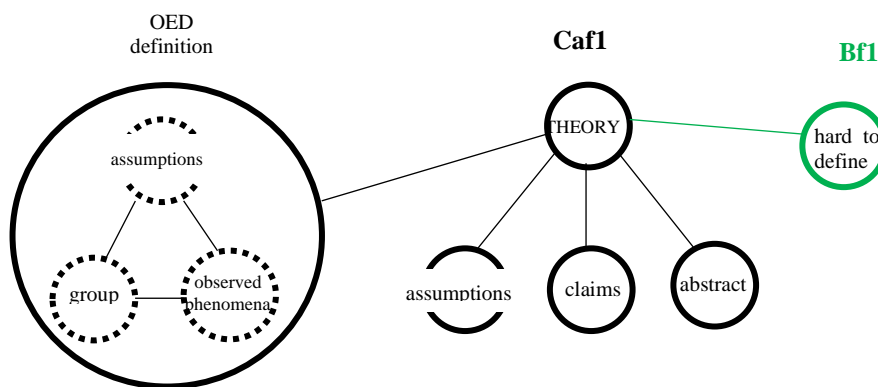 OED
definition
Caf1
Bf1
THEORY
hard to
define
assumptions
group
observed
phenomena
assumptions
claims
abstract